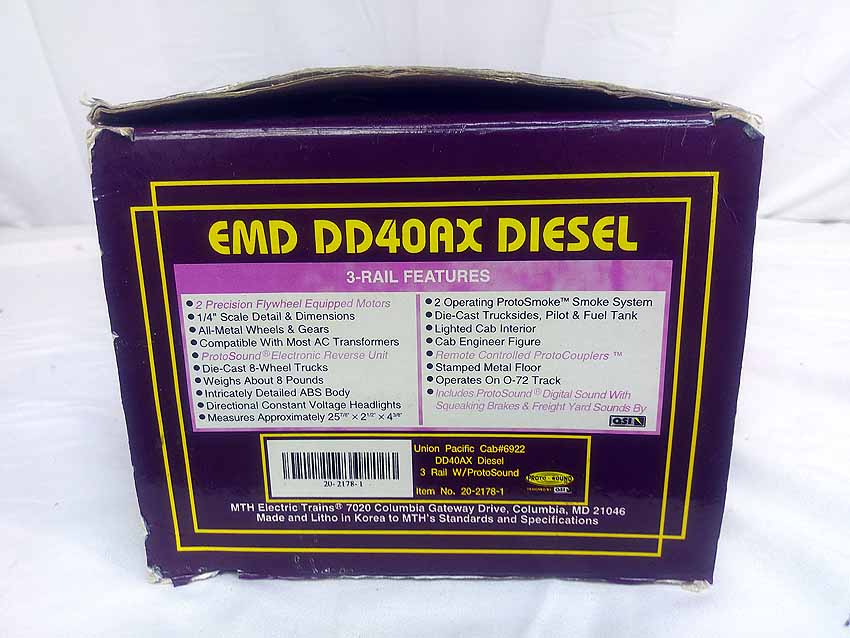 EMD DD40AX DIESEL
3-RAIL FEATURES
• 2 Precision Flywheel Equipped Motors
• 1/4" Scale Detail & Dimensions
• All-Metal Wheels & Gears
• Compatible With Most AC Transformers
• ProtoSound® Electronic Reverse Unit
• Die-Cast 8-Wheel Trucks
• Weighs About 8 Pounds
• Intricately Detailed ABS Body
• Directional Constant Voltage Headlights
• Measures Approximately 25 7/8" × 2 1/2" × 4 3/8"
• 2 Operating ProtoSmoke™ Smoke System
• Die-Cast Trucksides, Pilot & Fuel Tank
• Lighted Cab Interior
• Cab Engineer Figure
• Remote Controlled ProtoCouplers™
• Stamped Metal Floor
• Operates On O-72 Track
• Includes ProtoSound® Digital Sound With
Squeaking Brakes & Freight Yard Sounds By QSI
20-2178-1
Union Pacific Cab#6922
DD40AX Diesel
3 Rail W/ProtoSound
Item No. 20-2178-1
PROTO-SOUND
DESIGNED BY QSI
MTH Electric Trains® 7020 Columbia Gateway Drive, Columbia, MD 21046
Made and Litho in Korea to MTH's Standards and Specifications